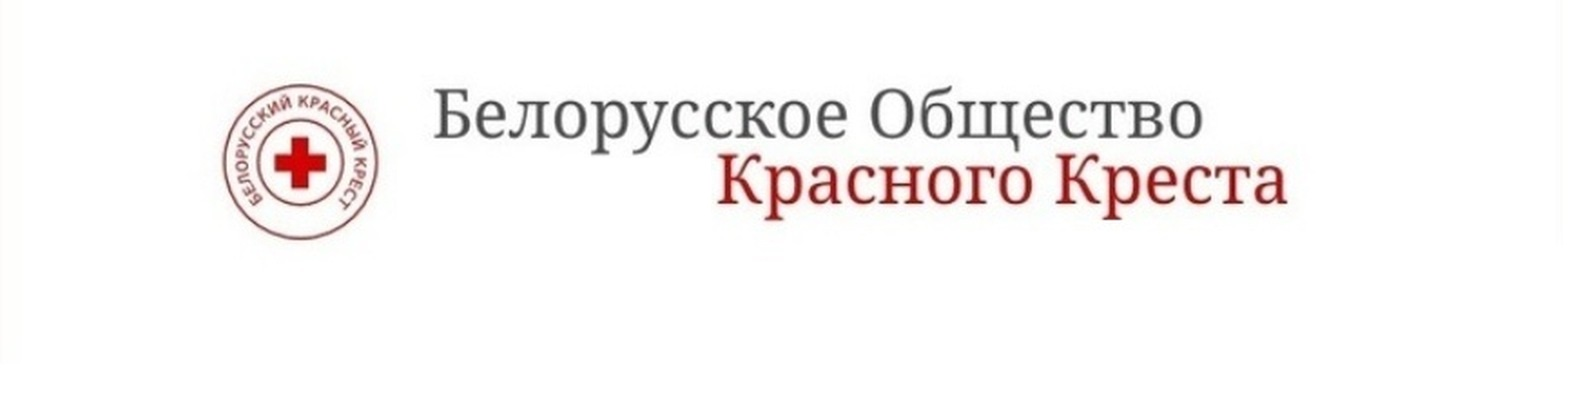 БЕЛОРУССКИЙ КРАСНЫЙ КРЕСТ
Белорусское Общество
Красного Креста